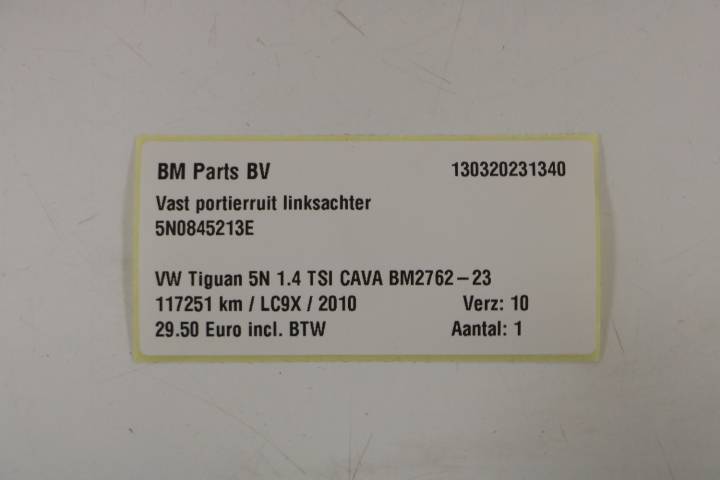 BM Parts BV 130320231340
Vast portierruit linksachter
5N0845213E
VW Tiguan 5N 1.4 TSI CAVA BM2762-23
117251 km / LC9X / 2010 Verz: 10
29.50 Euro incl. BTW Aantal: 1